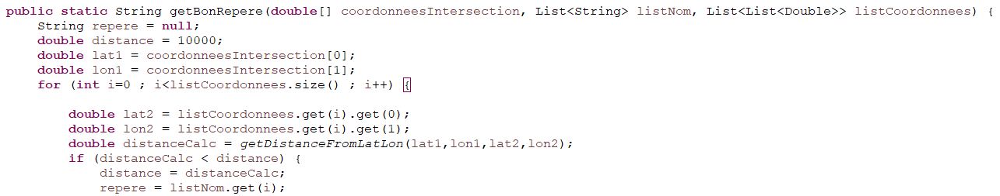 public static String getBonRepere(double[] coordonneesIntersection, List<String> listNom, List<List<Double>> listCoordonnees) {
String repere = null;
double distance = 10000;
double lat1 = coordonneesIntersection[0];
double lon1 = coordonneesIntersection[1];
for (int i=0 ; i<listCoordonnees.size() ; i++) {
double lat2 = listCoordonnees.get(i).get(0);
double lon2 = listCoordonnees.get(i).get(1);
double distanceCalc = getDistanceFromLatLon(lat1,lon1,lat2,lon2);
if (distanceCalc < distance) {
distance = distanceCalc;
repere = listNom.get(i);